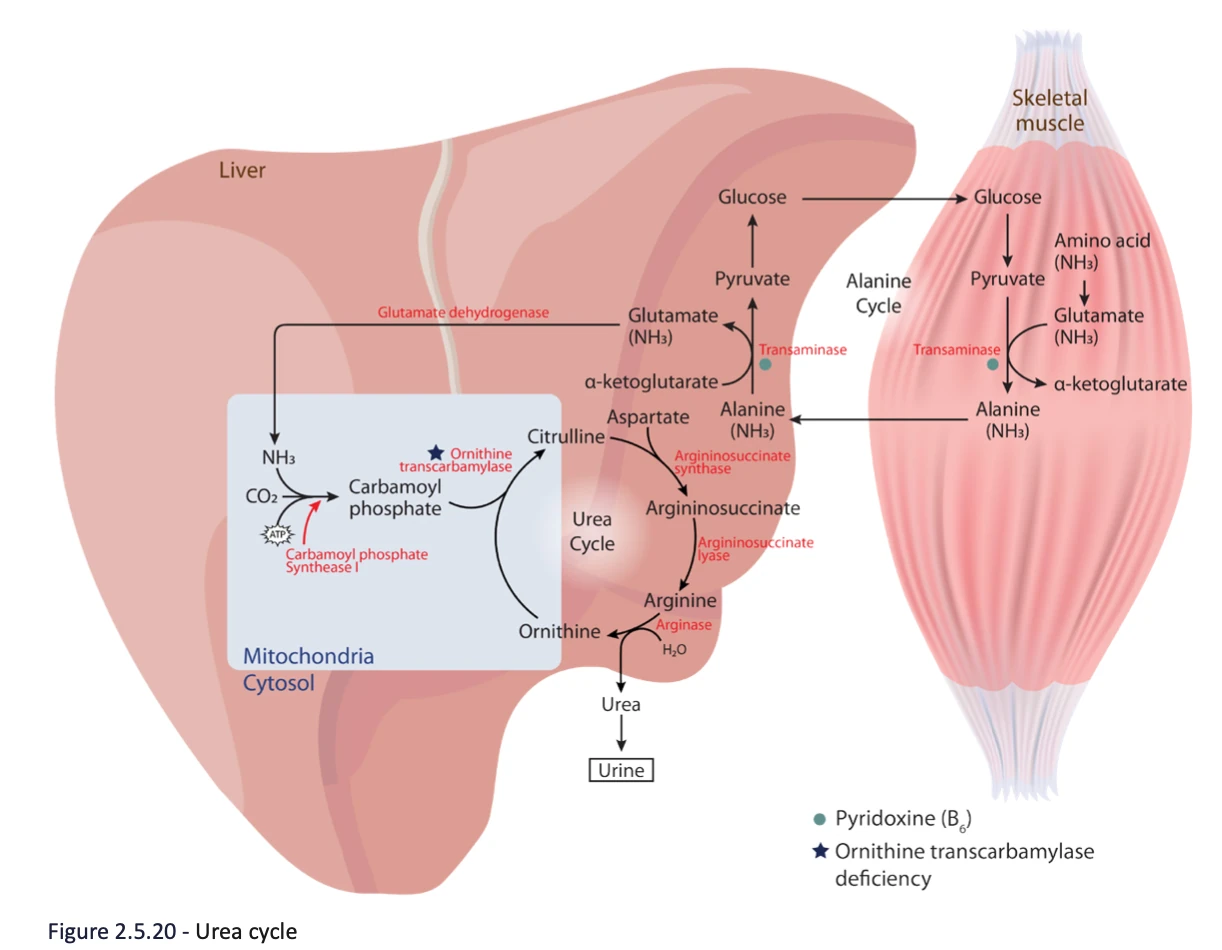 Skeletal
muscle
Liver
Glucose
Glucose
Amino acid
(NH₃)
Pyruvate
Alanine
Cycle
Pyruvate
Glutamate dehydrogenase
Glutamate
(NH₃)
Glutamate
(NH₃)
Transaminase
Transaminase
α-ketoglutarate
α-ketoglutarate
Aspartate
Alanine
(NH₃)
Alanine
(NH₃)
Citrulline
Ornithine
transcarbamylase
Argininosuccinate
synthase
NH₃
CO₂
ATP
Carbamoyl
phosphate
Carbamoyl phosphate
Synthease I
Urea
Cycle
Argininosuccinate
Argininosuccinate
lyase
Arginine
Arginase
H₂O
Ornithine
Mitochondria
Cytosol
Urea
Urine
Pyridoxine (B₆)
Ornithine transcarbamylase
deficiency
Figure 2.5.20 - Urea cycle